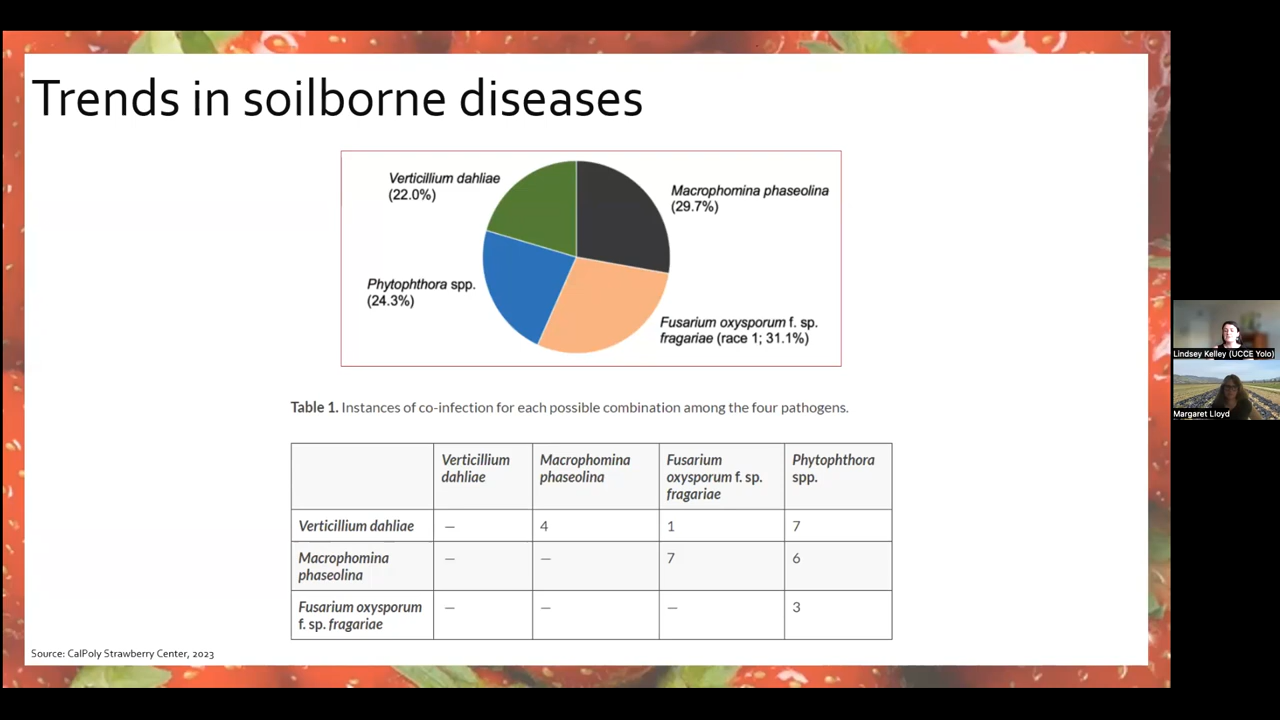 Trends in soilborne diseases
Verticillium dahliae
(22.0%)
Macrophomina phaseolina
(29.7%)
Phytophthora spp.
(24.3%)
Fusarium oxysporum f. sp.
fragariae (race 1; 31.1%)
Table 1. Instances of co-infection for each possible combination among the four pathogens.
Verticillium dahliae Macrophomina phaseolina Fusarium oxysporum f. sp. fragariae Phytophthora spp.
Verticillium dahliae — 4 1 7
Macrophomina phaseolina — — 7 6
Fusarium oxysporum f. sp. fragariae — — — 3
Source: CalPoly Strawberry Center, 2023
Lindsey Kelley (UCCE Yolo)
Margaret Lloyd